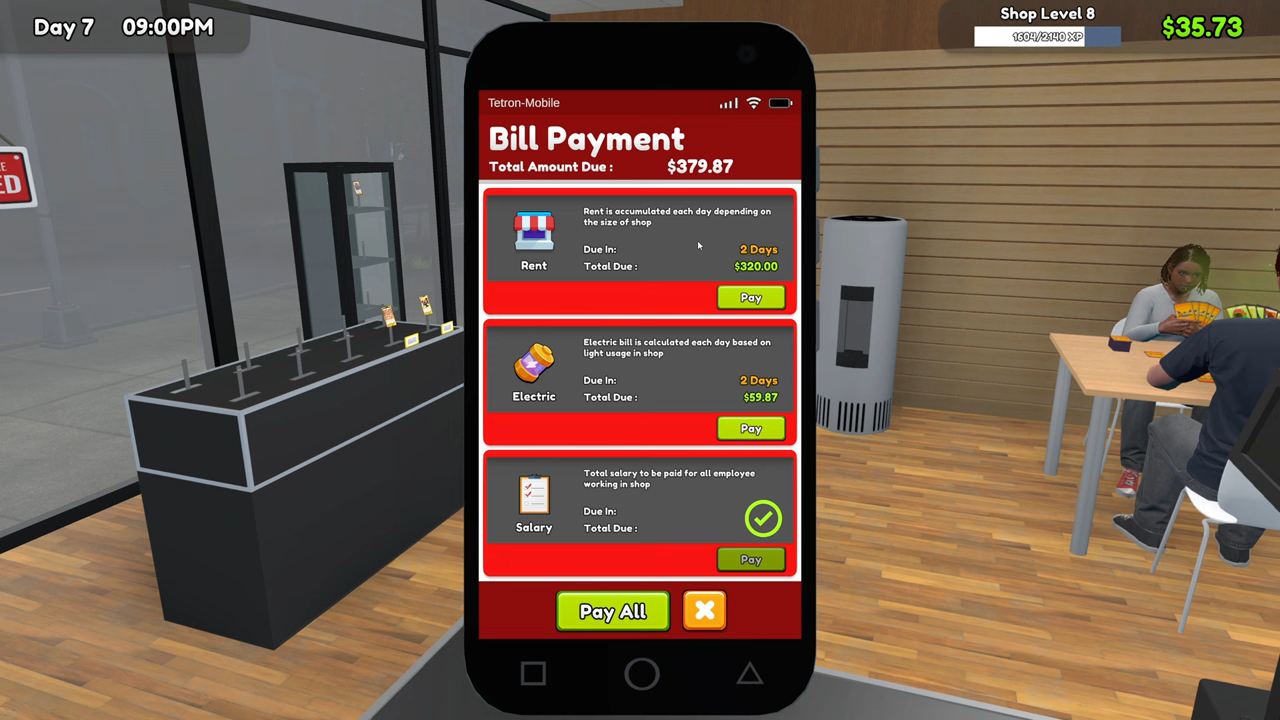 Day 7 09:00PM
Shop Level 8
1604/2140 XP
$35.73
ED
Tetron-Mobile
Bill Payment
Total Amount Due : $379.87
Rent is accumulated each day depending on
the size of shop
Due In: 2 Days
Total Due : $320.00
Rent
Pay
Electric bill is calculated each day based on
light usage in shop
Due In: 2 Days
Total Due : $59.87
Electric
Pay
Total salary to be paid for all employee
working in shop
Due In:
Total Due :
Salary
Pay
Pay All